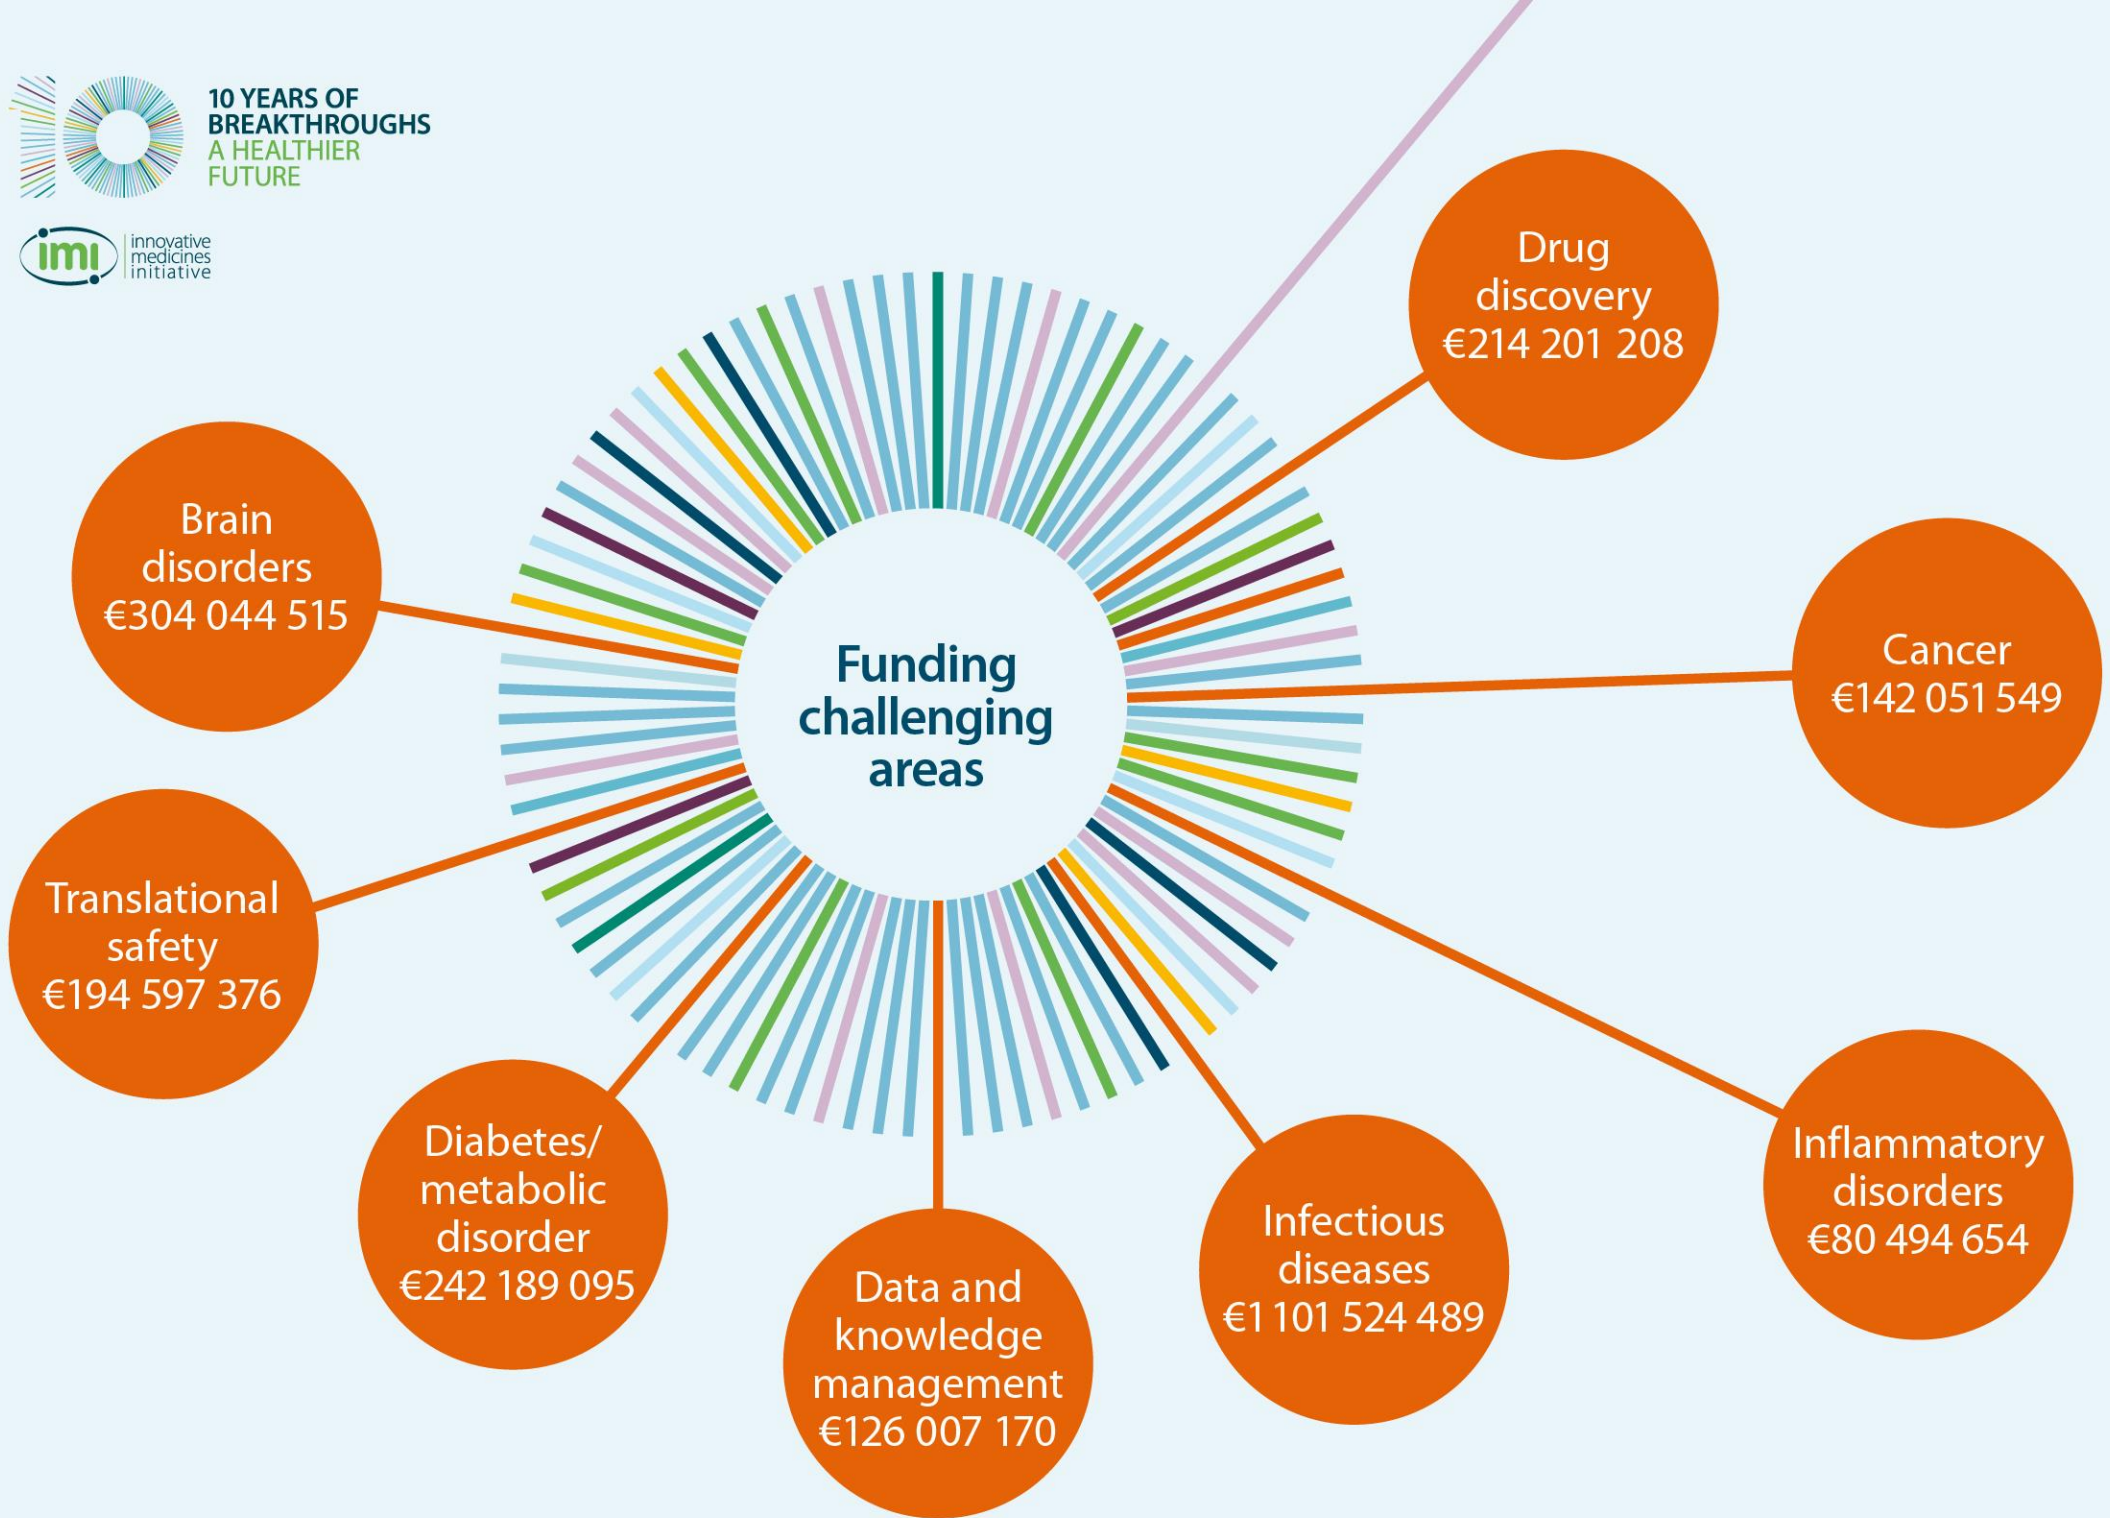 10 YEARS OF
BREAKTHROUGHS
A HEALTHIER
FUTURE
imi
innovative
medicines
initiative
Drug
discovery
€214 201 208
Brain
disorders
€304 044 515
Funding
challenging
areas
Cancer
€142 051 549
Translational
safety
€194 597 376
Diabetes/
metabolic
disorder
€242 189 095
Data and
knowledge
management
€126 007 170
Infectious
diseases
€1 101 524 489
Inflammatory
disorders
€80 494 654